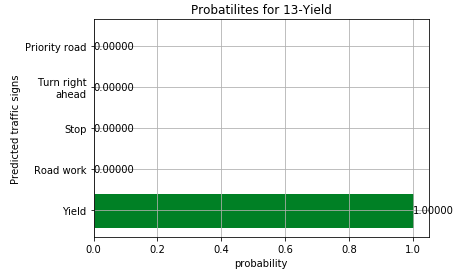 Probatilites for 13-Yield
Predicted traffic signs
Priority road
0.00000
Turn right
ahead
0.00000
Stop
0.00000
Road work
0.00000
Yield
1.00000
0.0
0.2
0.4
0.6
0.8
1.0
probability